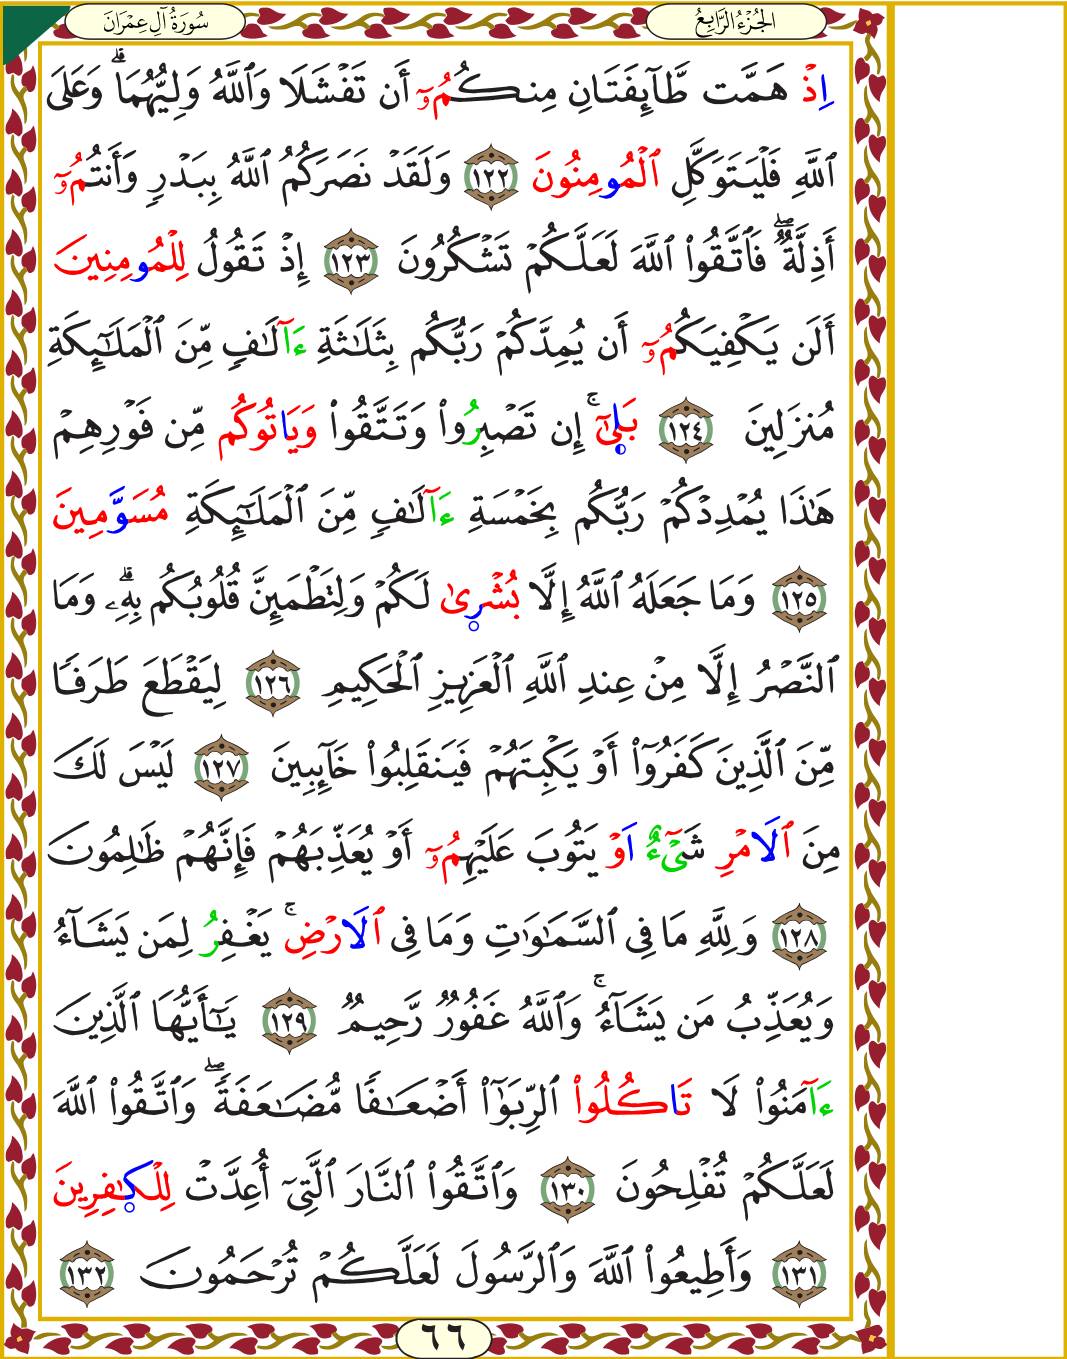 سُورَةُ آلِ عِمْرَانَ
الجُزْءُ الرَّابِعُ
اِذْ هَمَّت طَّآئِفَتَانِ مِنكُمُوٓ أَن تَفْشَلَا وَٱللَّهُ وَلِيُّهُمَاۗ وَعَلَى
ٱللَّهِ فَلْيَتَوَكَّلِ ٱلْمُومِنُونَ ١٢٢ وَلَقَدْ نَصَرَكُمُ ٱللَّهُ بِبَدْرٍ وَأَنتُمُوٓ
أَذِلَّةٌۖ فَٱتَّقُوا۟ ٱللَّهَ لَعَلَّكُمْ تَشْكُرُونَ ١٢٣ إِذْ تَقُولُ لِلْمُومِنِينَ
أَلَن يَكْفِيَكُمُوٓ أَن يُمِدَّكُمْ رَبُّكُم بِثَلَٰثَةِ ءَآلَٰفٍ مِّنَ ٱلْمَلَٰٓئِكَةِ
مُنزَلِينَ ١٢٤ بَلِىٰٓۚ إِن تَصْبِرُوا۟ وَتَتَّقُوا۟ وَيَاتُوكُم مِّن فَوْرِهِمْ
هَٰذَا يُمْدِدْكُمْ رَبُّكُم بِخَمْسَةِ ءَآلَٰفٍ مِّنَ ٱلْمَلَٰٓئِكَةِ مُسَوَّمِينَ
١٢٥ وَمَا جَعَلَهُ ٱللَّهُ إِلَّا بُشْرِىٰ لَكُمْ وَلِتَطْمَئِنَّ قُلُوبُكُم بِهِۦۗ وَمَا
ٱلنَّصْرُ إِلَّا مِنْ عِندِ ٱللَّهِ ٱلْعَزِيزِ ٱلْحَكِيمِ ١٢٦ لِيَقْطَعَ طَرَفًا
مِّنَ ٱلَّذِينَ كَفَرُوٓا۟ أَوْ يَكْبِتَهُمْ فَيَنقَلِبُوا۟ خَآئِبِينَ ١٢٧ لَيْسَ لَكَ
مِنَ ٱلَامْرِ شَىْٓءٌ اَوْ يَتُوبَ عَلَيْهِمُوٓ أَوْ يُعَذِّبَهُمْ فَإِنَّهُمْ ظَٰلِمُونَ
١٢٨ وَلِلَّهِ مَا فِى ٱلسَّمَٰوَٰتِ وَمَا فِى ٱلَارْضِۚ يَغْفِرُ لِمَن يَشَآءُ
وَيُعَذِّبُ مَن يَشَآءُۚ وَٱللَّهُ غَفُورٌ رَّحِيمٌ ١٢٩ يَٰٓأَيُّهَا ٱلَّذِينَ
ءَآمَنُوا۟ لَا تَاكُلُوا۟ ٱلرِّبَوٰٓا۟ أَضْعَٰفًا مُّضَٰعَفَةًۖ وَٱتَّقُوا۟ ٱللَّهَ
لَعَلَّكُمْ تُفْلِحُونَ ١٣٠ وَٱتَّقُوا۟ ٱلنَّارَ ٱلَّتِىٓ أُعِدَّتْ لِلْكِٰفِرِينَ
١٣١ وَأَطِيعُوا۟ ٱللَّهَ وَٱلرَّسُولَ لَعَلَّكُمْ تُرْحَمُونَ ١٣٢
٦٦